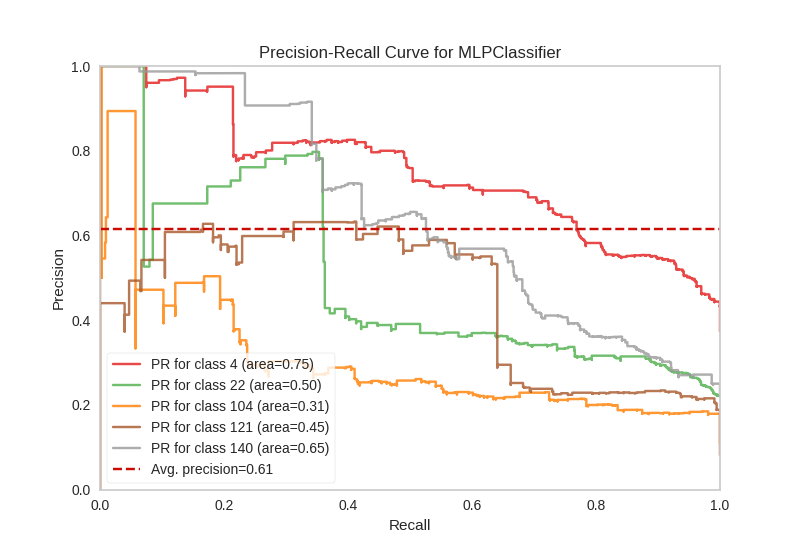 Precision-Recall Curve for MLPClassifier
1.0
0.8
0.6
0.4
0.2
0.0
Precision
PR for class 4 (area=0.75)
PR for class 22 (area=0.50)
PR for class 104 (area=0.31)
PR for class 121 (area=0.45)
PR for class 140 (area=0.65)
Avg. precision=0.61
0.0 0.2 0.4 0.6 0.8 1.0
Recall